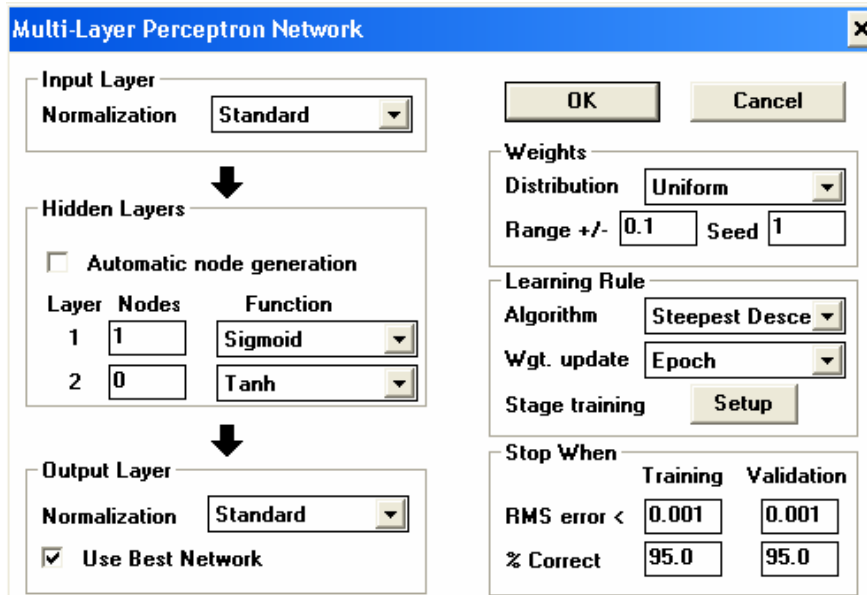 Multi-Layer Perceptron Network
Input Layer
Normalization Standard
Hidden Layers
Automatic node generation
Layer Nodes Function
1 1 Sigmoid
2 0 Tanh
Output Layer
Normalization Standard
Use Best Network
OK Cancel
Weights
Distribution Uniform
Range +/- 0.1 Seed 1
Learning Rule
Algorithm Steepest Desce
Wgt. update Epoch
Stage training Setup
Stop When
Training Validation
RMS error < 0.001 0.001
% Correct 95.0 95.0